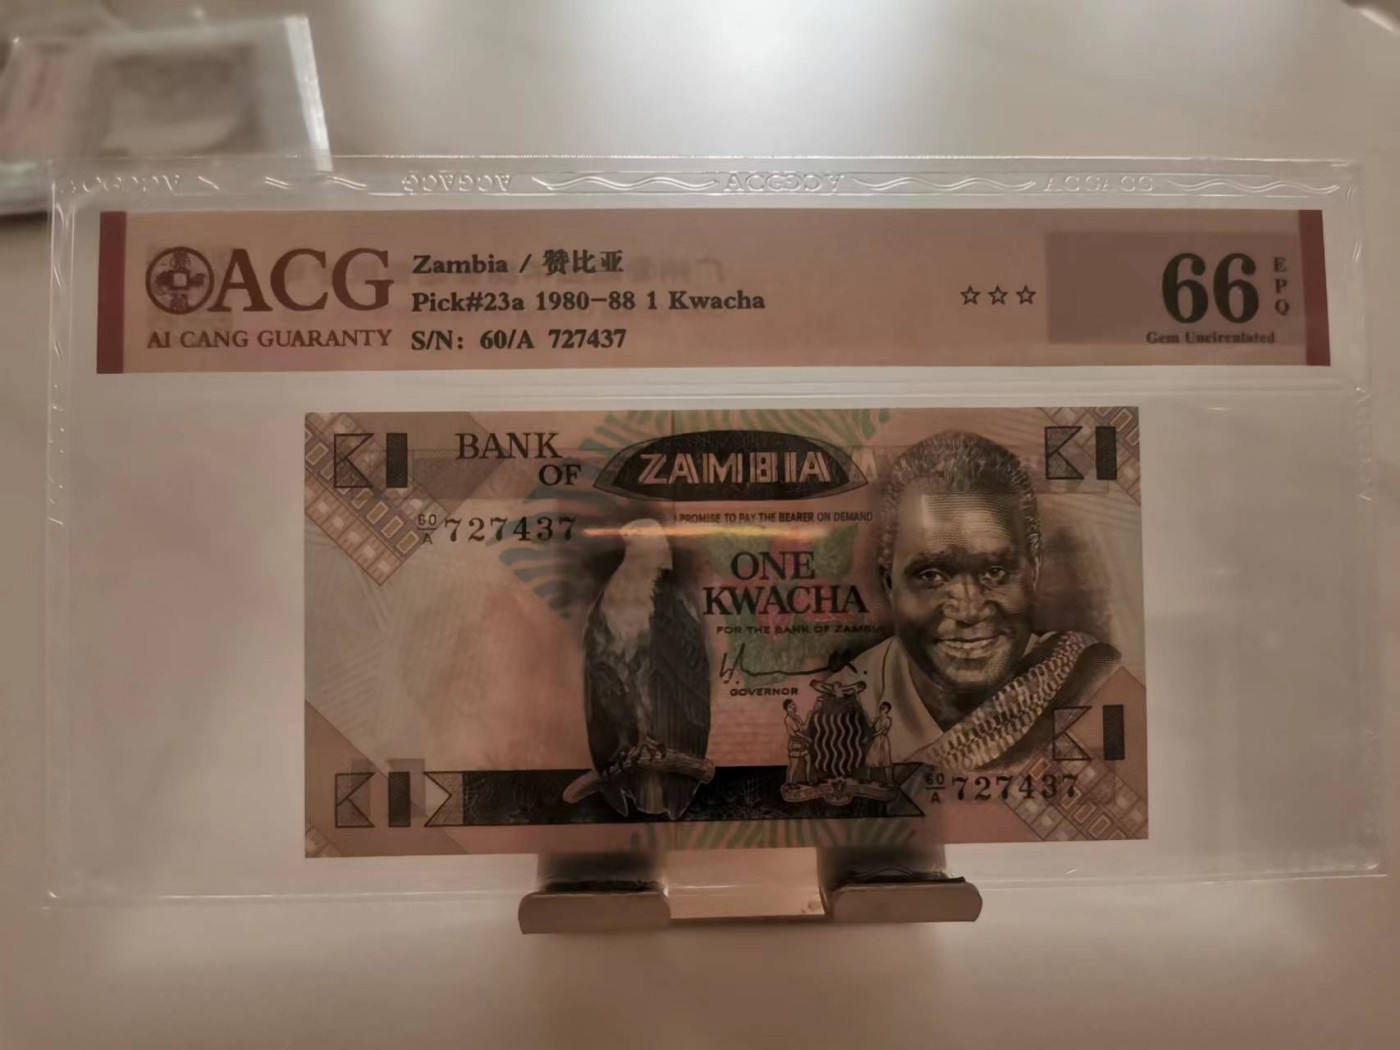 ACG
AI CANG GUARANTY
Zambia / 赞比亚
Pick#23a 1980-88 1 Kwacha
S/N: 60/A 727437
☆☆☆
66 EPQ
Gem Uncirculated
K1
K1
BANK
OF
ZAMBIA
60/A 727437
I PROMISE TO PAY THE BEARER ON DEMAND
ONE
KWACHA
FOR THE BANK OF ZAMBIA
GOVERNOR
K1
K1
60/A 727437